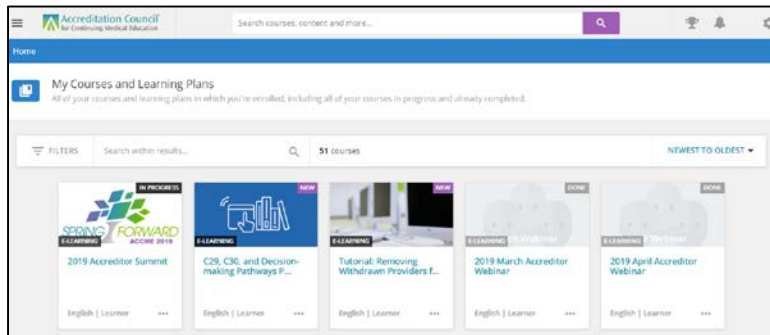 Accreditation Council
for Continuing Medical Education
Search courses, content and more...
Home
My Courses and Learning Plans
All of your courses and learning plans in which you're enrolled, including all of your courses in progress and already completed.
FILTERS Search within results... 51 courses NEWEST TO OLDEST
IN PROGRESS NEW NEW DONE DONE
SPRING FORWARD
ACCME 2019
E-LEARNING E-LEARNING E-LEARNING E-LEARNING E-LEARNING
2019 Accreditor Summit
C29, C30, and Decision-
making Pathways P...
Tutorial: Removing
Withdrawn Providers f...
2019 March Accreditor
Webinar
2019 April Accreditor
Webinar
English | Learner English | Learner English | Learner English | Learner English | Learner